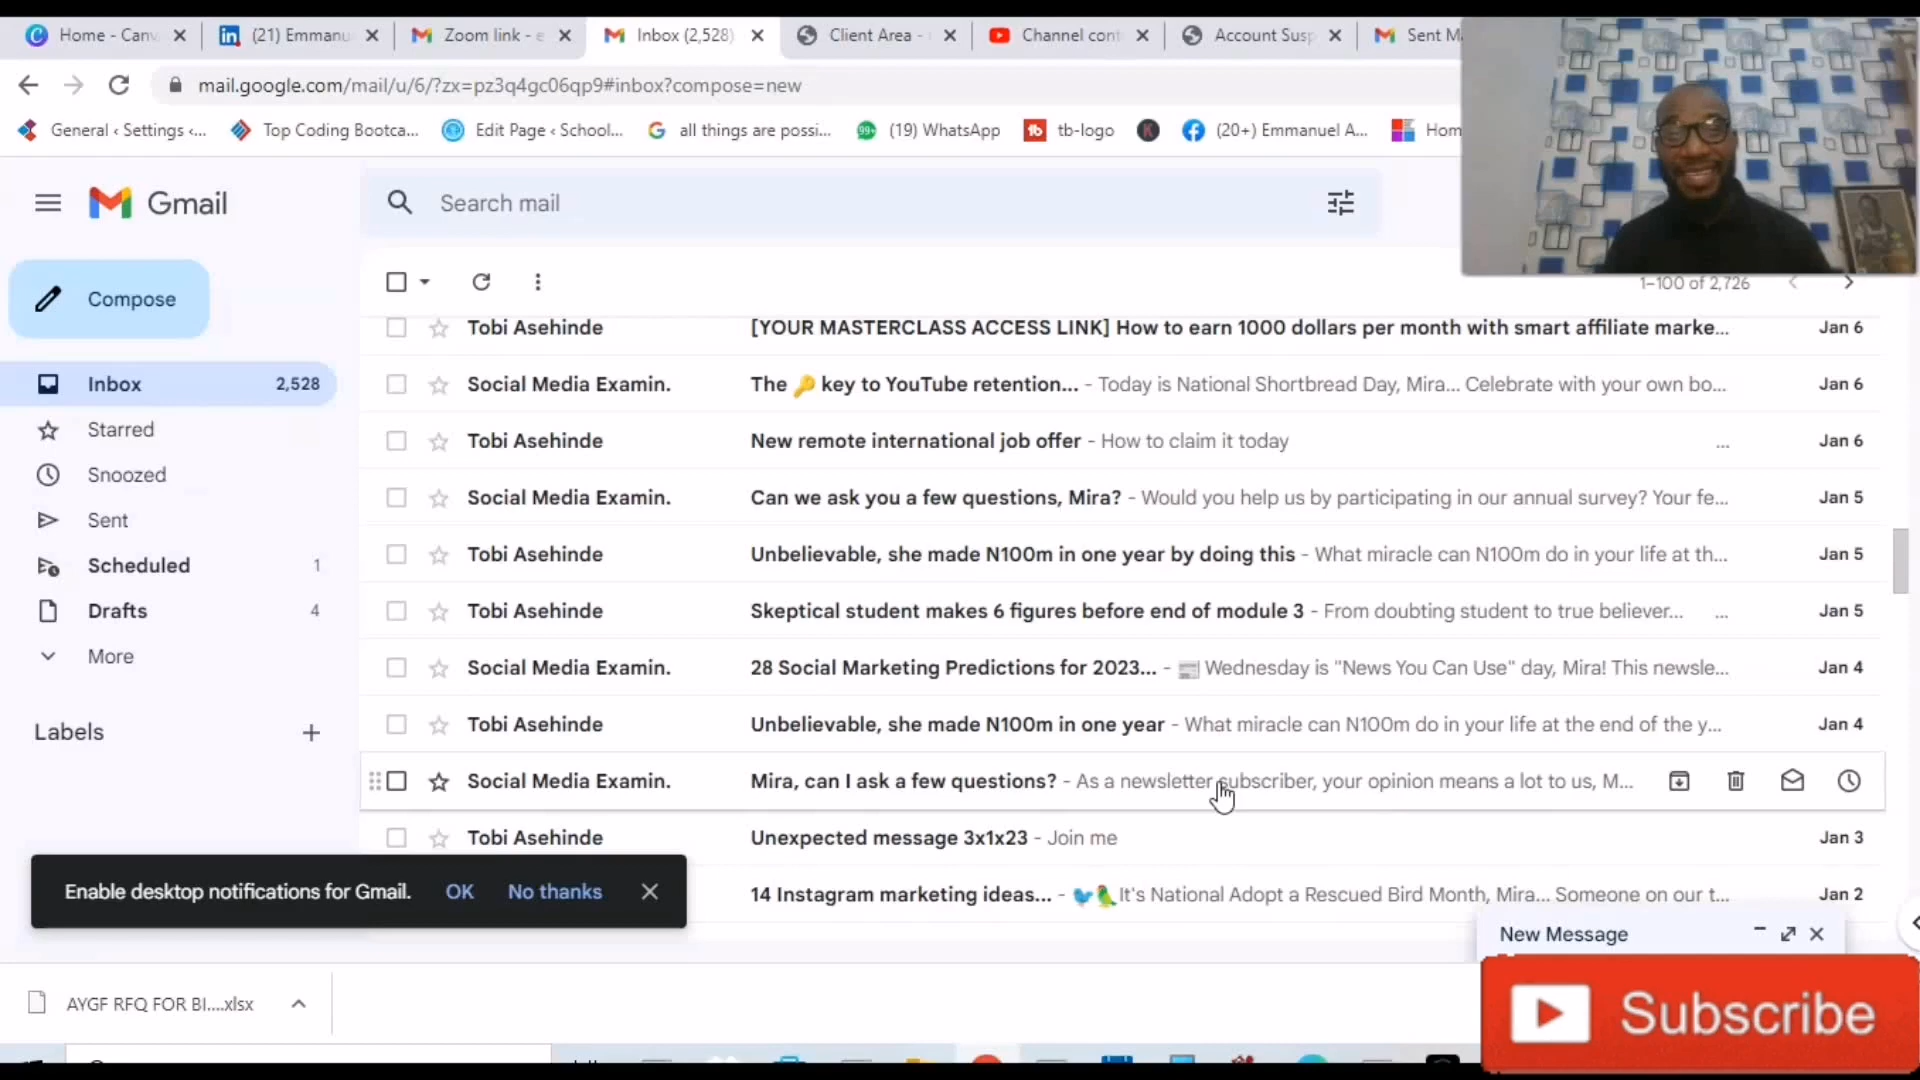 Home - Canv
(21) Emmanu
Zoom link - e
Inbox (2,528)
Client Area -
Channel cont
Account Susp
Sent M
mail.google.com/mail/u/6/?zx=pz3q4gc06qp9#inbox?compose=new
General ‹ Settings ‹...
Top Coding Bootca...
Edit Page ‹ School...
all things are possi...
99+
(19) WhatsApp
tb-logo
(20+) Emmanuel A...
Hom
Gmail
Search mail
Compose
1–100 of 2,726
Inbox 2,528
Starred
Snoozed
Sent
Scheduled 1
Drafts 4
More
Labels
Tobi Asehinde [YOUR MASTERCLASS ACCESS LINK] How to earn 1000 dollars per month with smart affiliate marke... Jan 6
Social Media Examin. The 🔑 key to YouTube retention... - Today is National Shortbread Day, Mira... Celebrate with your own bo... Jan 6
Tobi Asehinde New remote international job offer - How to claim it today ... Jan 6
Social Media Examin. Can we ask you a few questions, Mira? - Would you help us by participating in our annual survey? Your fe... Jan 5
Tobi Asehinde Unbelievable, she made N100m in one year by doing this - What miracle can N100m do in your life at th... Jan 5
Tobi Asehinde Skeptical student makes 6 figures before end of module 3 - From doubting student to true believer... ... Jan 5
Social Media Examin. 28 Social Marketing Predictions for 2023... - 📰 Wednesday is "News You Can Use" day, Mira! This newsle... Jan 4
Tobi Asehinde Unbelievable, she made N100m in one year - What miracle can N100m do in your life at the end of the y... Jan 4
Social Media Examin. Mira, can I ask a few questions? - As a newsletter subscriber, your opinion means a lot to us, M...
Tobi Asehinde Unexpected message 3x1x23 - Join me Jan 3
14 Instagram marketing ideas... - 🐦🦜It's National Adopt a Rescued Bird Month, Mira... Someone on our t... Jan 2
Enable desktop notifications for Gmail. OK No thanks
New Message
AYGF RFQ FOR BI....xlsx
Subscribe